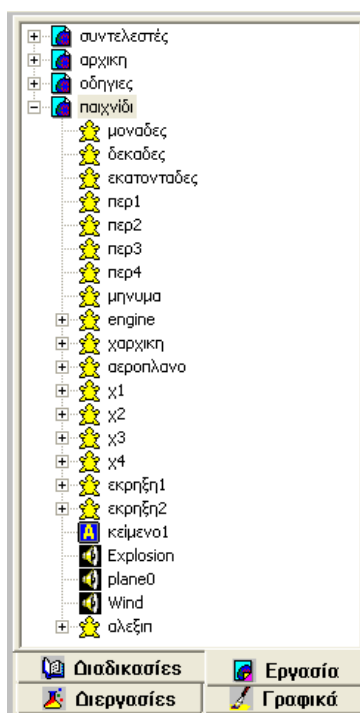 συντελεστές
αρχικη
οδηγιες
παιχνίδι
μοναδες
δεκαδες
εκατονταδες
περ1
περ2
περ3
περ4
μηνυμα
engine
χαρχικη
αεροπλανο
χ1
χ2
χ3
χ4
εκρηξη1
εκρηξη2
κείμενο1
Explosion
plane0
Wind
αλεξιπ
Διαδικασίες Εργασία
Διεργασίες Γραφικά